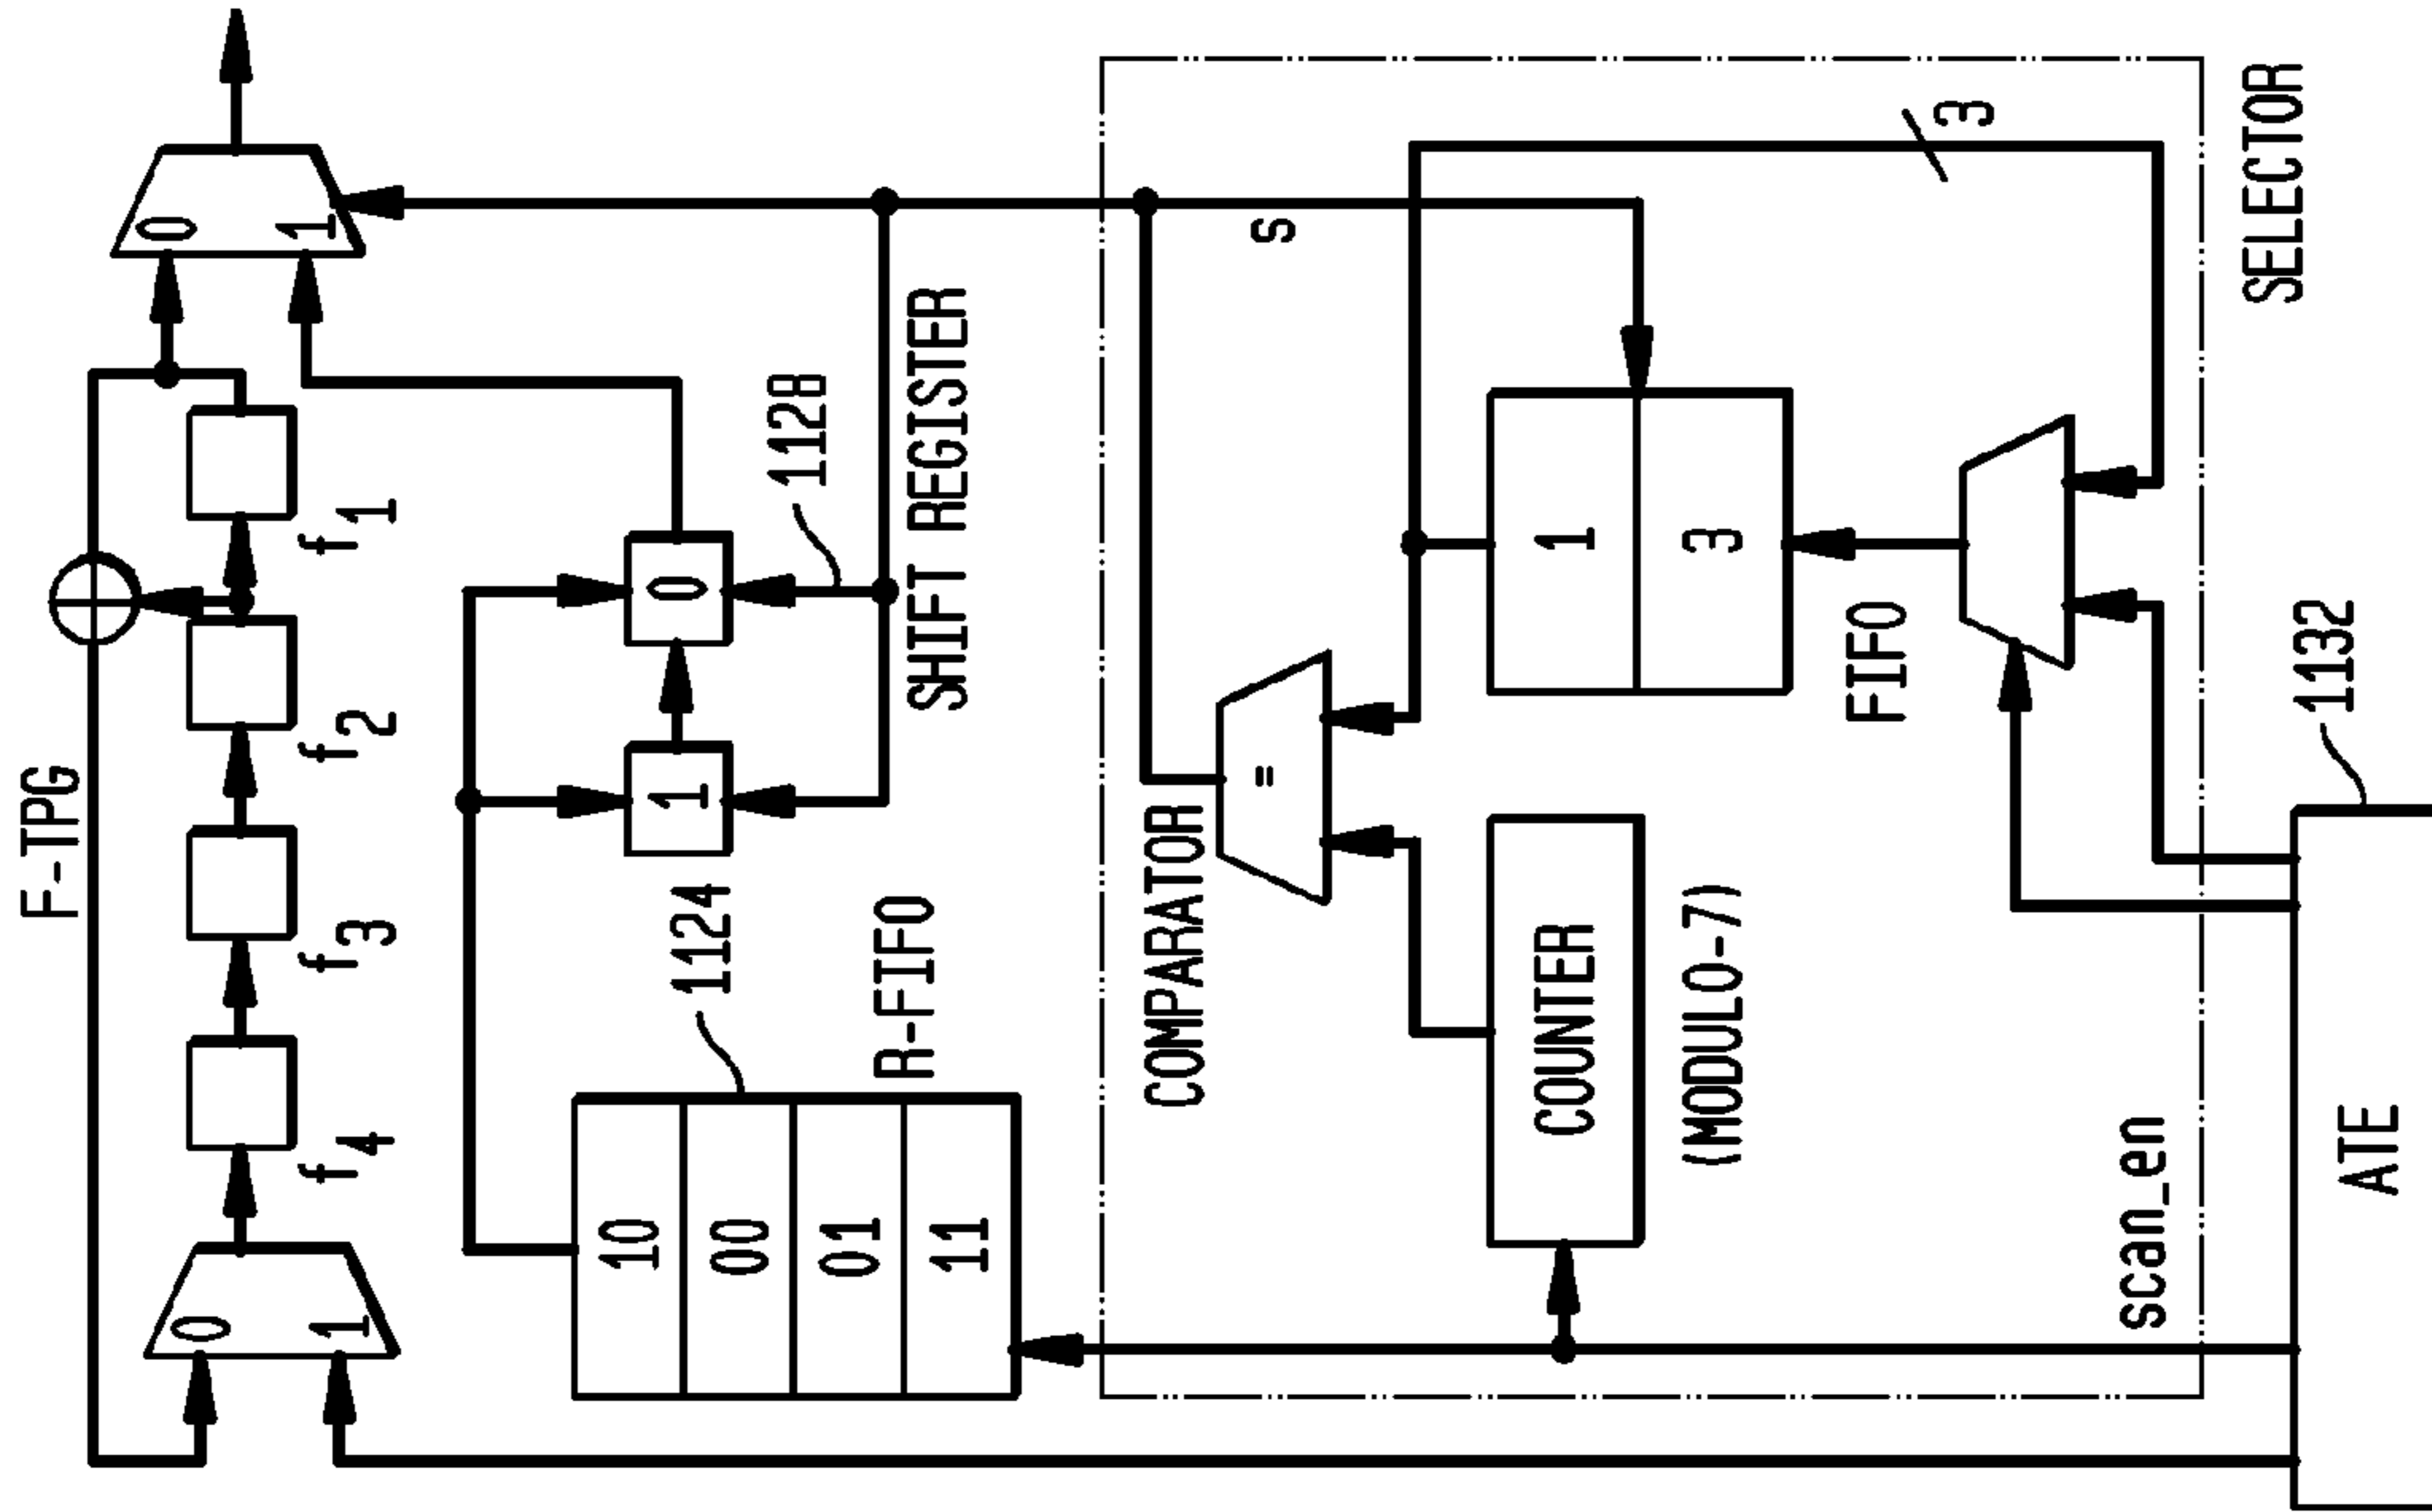 F-TPG
0
1
f4
f3
f2
f1
0
1
10
00
01
11
1124
R-FIFO
1
0
1128
SHIFT REGISTER
COMPARATOR
=
s
COUNTER
(MODULO-7)
1
3
FIFO
3
scan_en
SELECTOR
ATE
1132